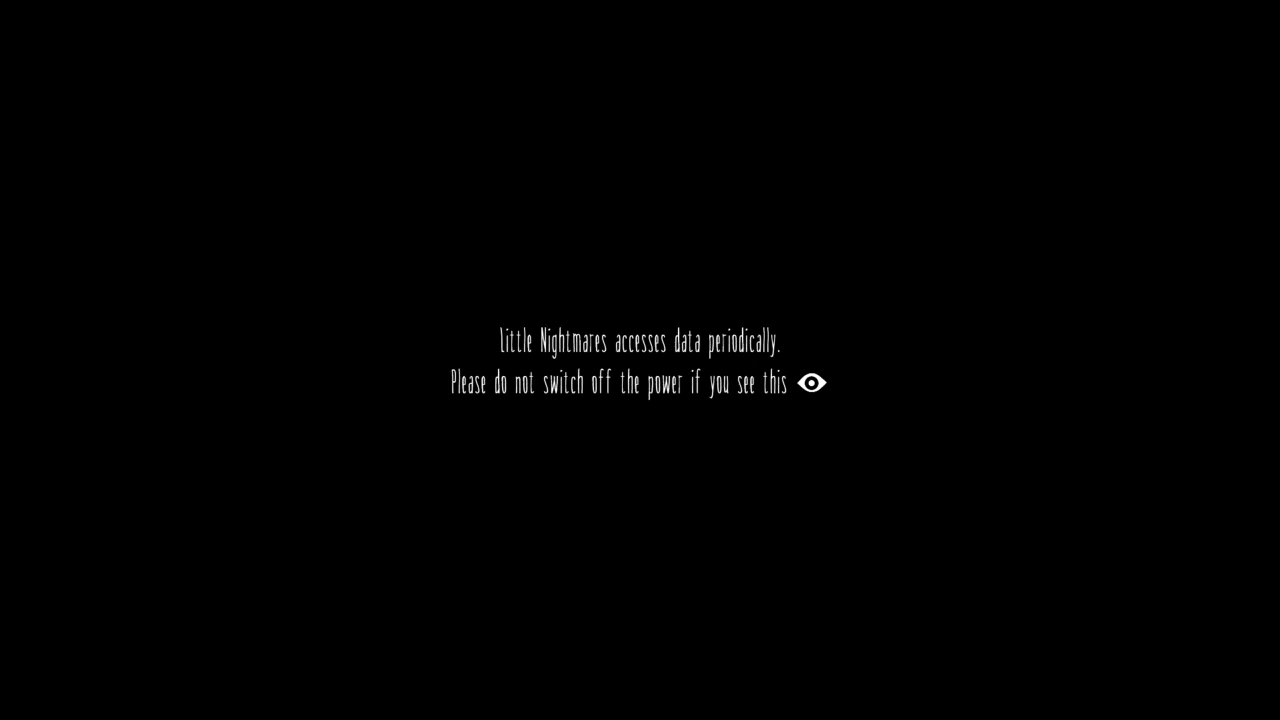 Little Nightmares accesses data periodically.
Please do not switch off the power if you see this